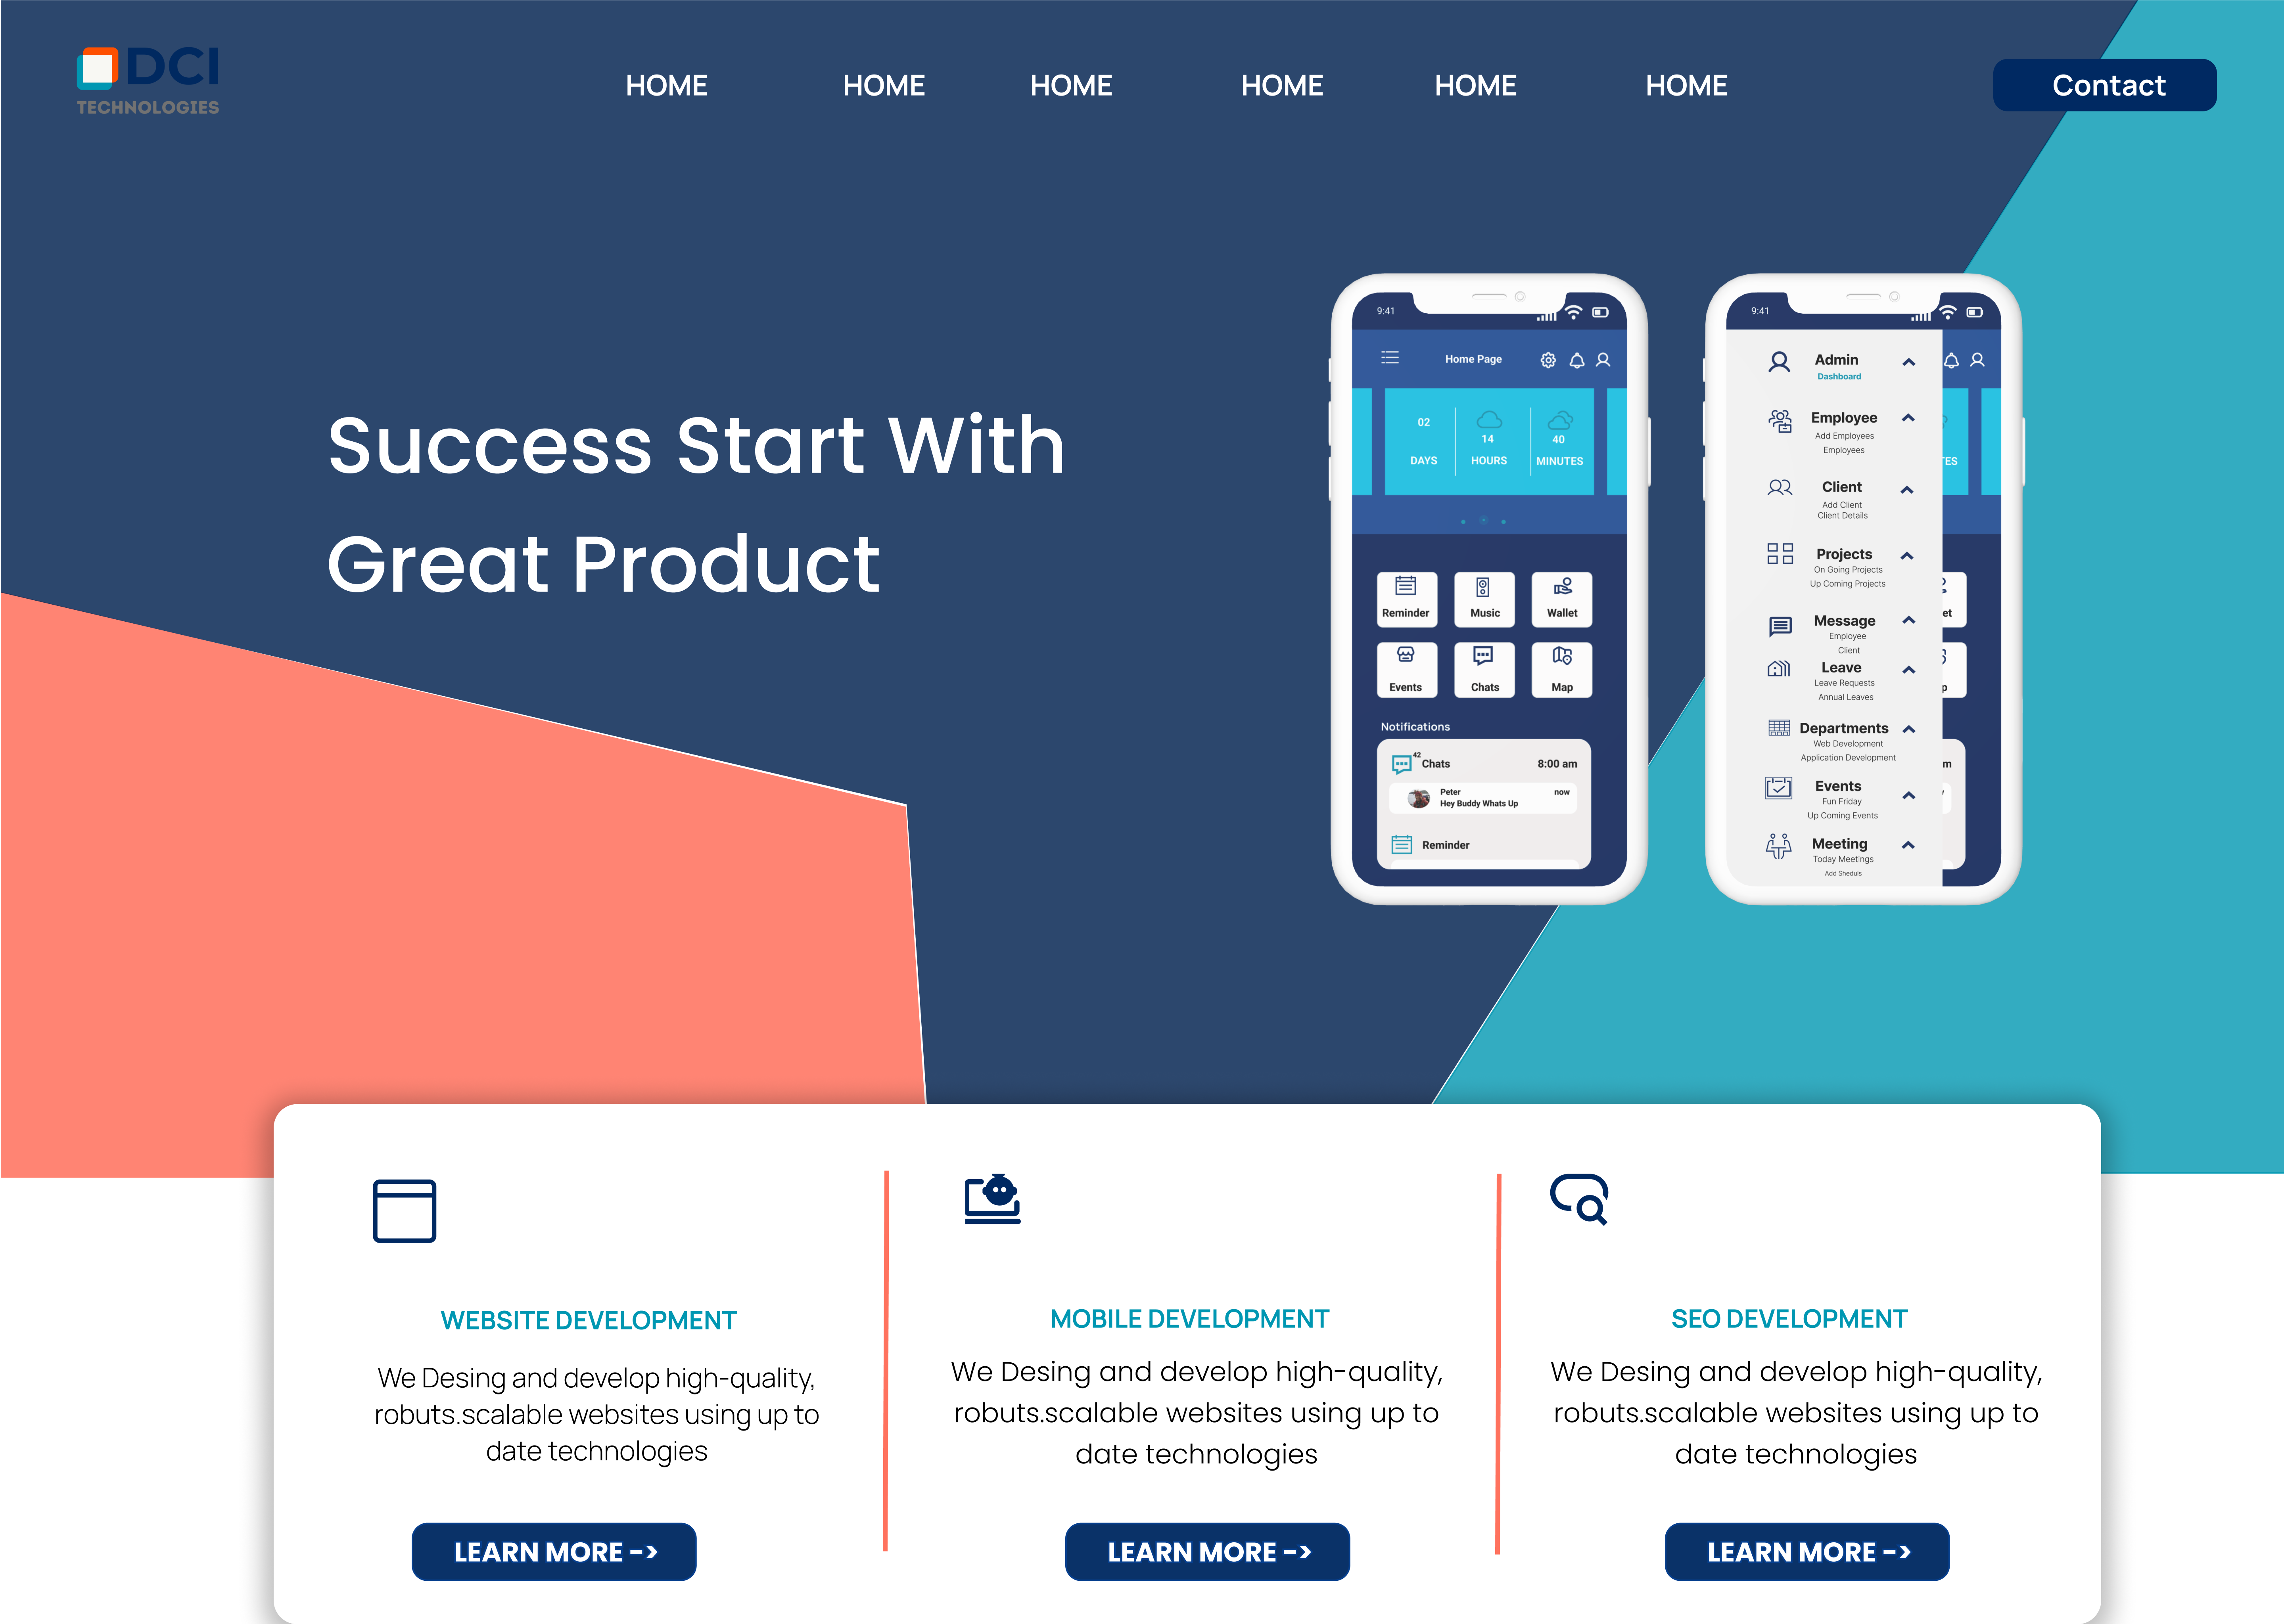 DCI
TECHNOLOGIES
HOME HOME HOME HOME HOME HOME
Contact
Success Start With
Great Product
9:41
Home Page
02
DAYS
14
HOURS
40
MINUTES
Reminder
Music
Wallet
Events
Chats
Map
Notifications
42
Chats
8:00 am
Peter
now
Hey Buddy Whats Up
Reminder
9:41
Admin
Dashboard
Employee
Add Employees
Employees
Client
Add Client
Client Details
Projects
On Going Projects
Up Coming Projects
Message
Employee
Client
Leave
Leave Requests
Annual Leaves
Departments
Web Development
Application Development
Events
Fun Friday
Up Coming Events
Meeting
Today Meetings
Add Sheduls
TES
et
p
m
WEBSITE DEVELOPMENT
We Desing and develop high-quality,
robuts.scalable websites using up to
date technologies
LEARN MORE ->
MOBILE DEVELOPMENT
We Desing and develop high-quality,
robuts.scalable websites using up to
date technologies
LEARN MORE ->
SEO DEVELOPMENT
We Desing and develop high-quality,
robuts.scalable websites using up to
date technologies
LEARN MORE ->